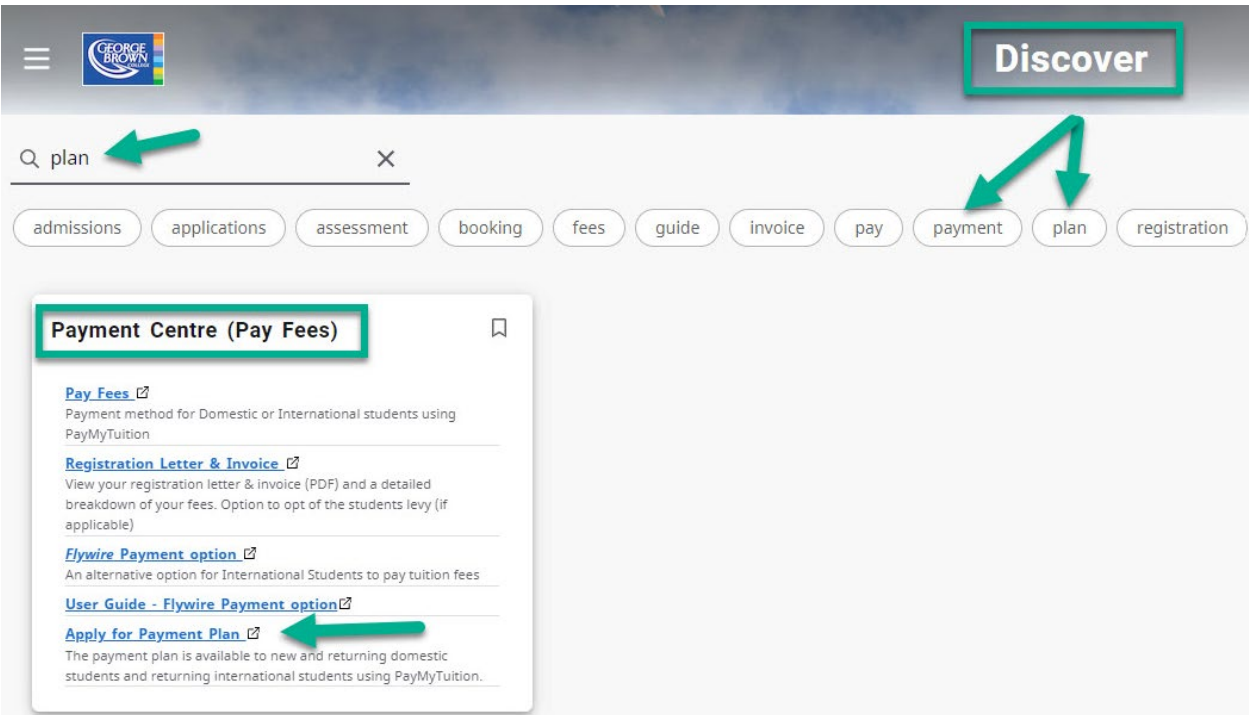 GEORGE
BROWN
COLLEGE
Discover
plan
admissions applications assessment booking fees guide invoice pay payment plan registration
Payment Centre (Pay Fees)
Pay Fees
Payment method for Domestic or International students using
PayMyTuition
Registration Letter & Invoice
View your registration letter & invoice (PDF) and a detailed
breakdown of your fees. Option to opt of the students levy (if
applicable)
Flywire Payment option
An alternative option for International Students to pay tuition fees
User Guide - Flywire Payment option
Apply for Payment Plan
The payment plan is available to new and returning domestic
students and returning international students using PayMyTuition.